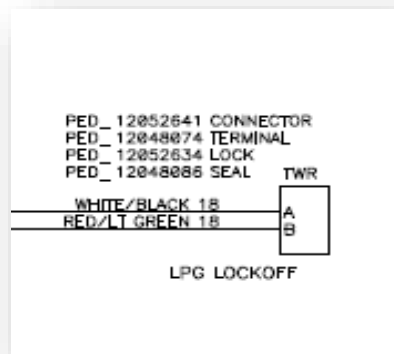 PED_ 12052641 CONNECTOR
PED_ 12048074 TERMINAL
PED_ 12052634 LOCK
PED_ 12048086 SEAL
TWR
WHITE/BLACK 18
A
RED/LT GREEN 18
B
LPG LOCKOFF